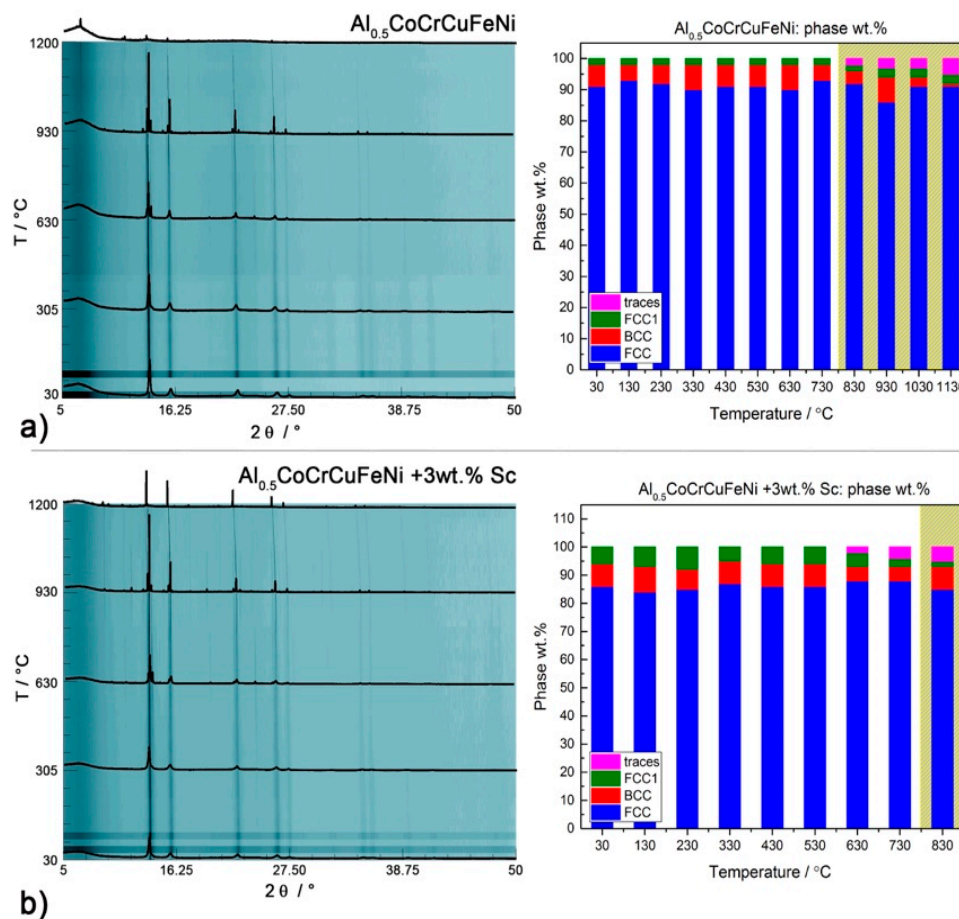 Al0.5CoCrCuFeNi
1200
930
630
305
30
T / °C
5 16.25 27.50 38.75 50
2 θ / °
a)
Al0.5CoCrCuFeNi: phase wt.%
100
90
80
70
60
50
40
30
20
10
0
Phase wt.%
traces
FCC1
BCC
FCC
30 130 230 330 430 530 630 730 830 930 1030 1130
Temperature / °C
Al0.5CoCrCuFeNi +3wt.% Sc
1200
930
630
305
30
T / °C
5 16.25 27.50 38.75 50
2 θ / °
b)
Al0.5CoCrCuFeNi +3wt.% Sc: phase wt.%
110
100
90
80
70
60
50
40
30
20
10
0
Phase wt.%
traces
FCC1
BCC
FCC
30 130 230 330 430 530 630 730 830
Temperature / °C